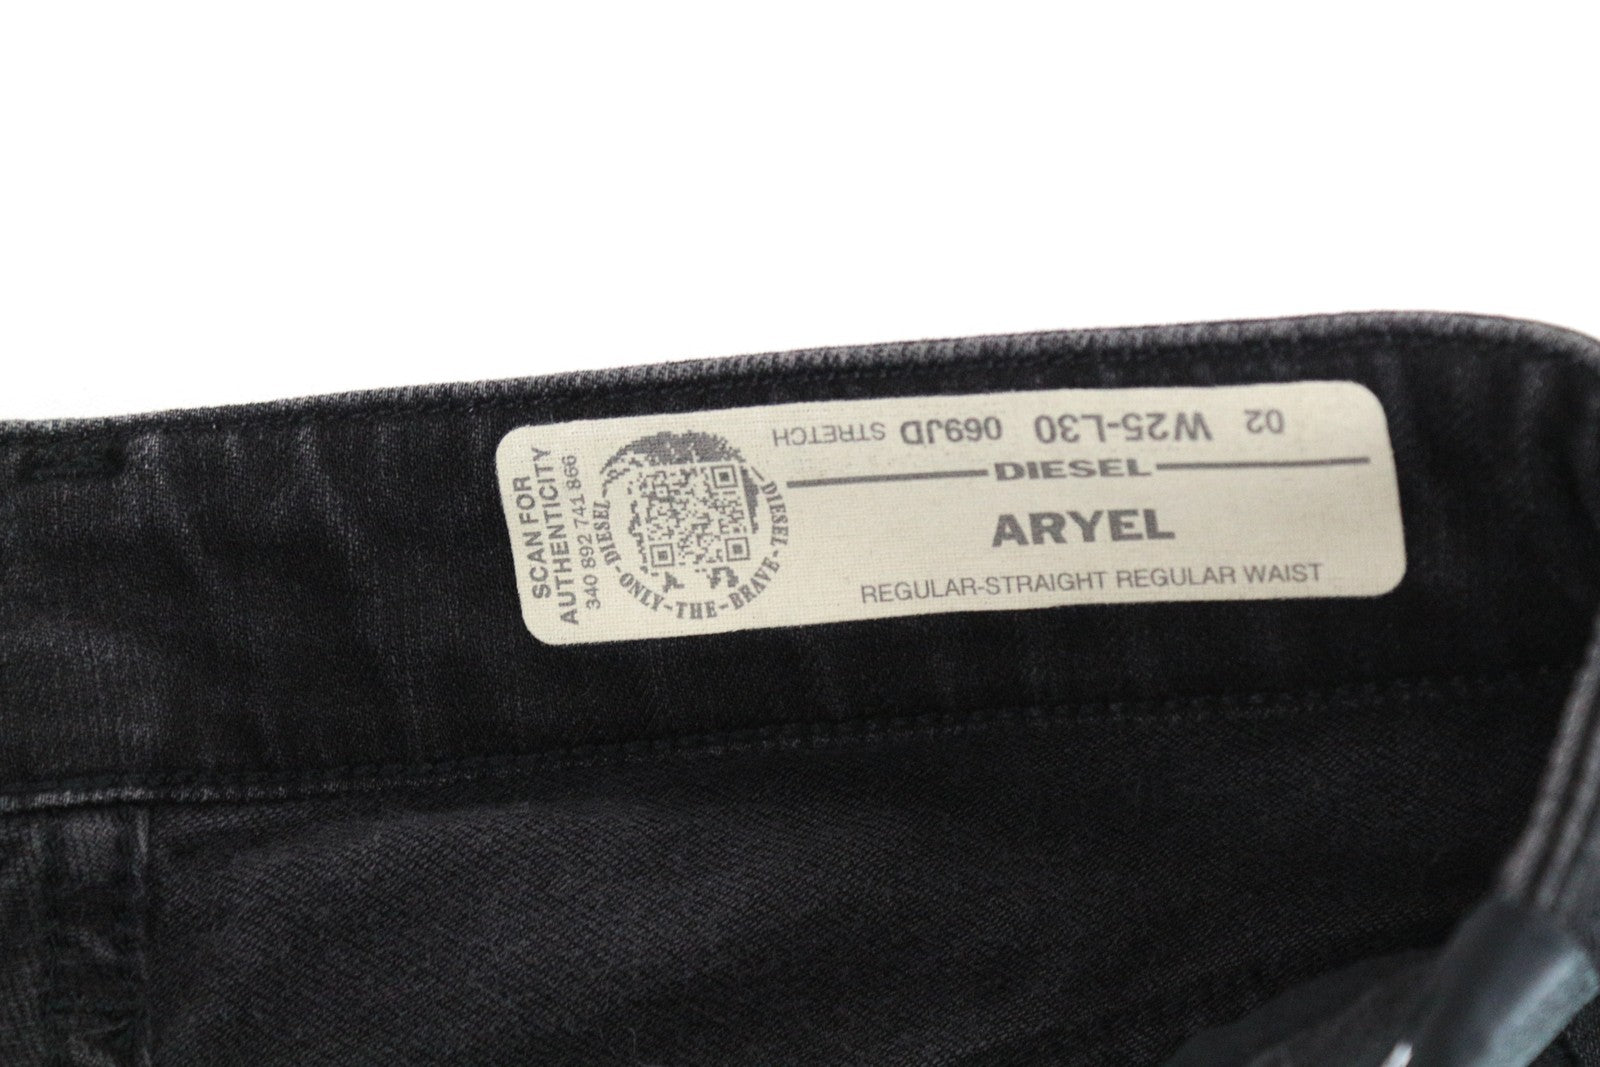 SCAN FOR
AUTHENTICITY
340 892 741 866
DIESEL-ONLY-THE-BRAVE-DIESEL
02 W25-L30 069JD STRETCH
DIESEL
ARYEL
REGULAR-STRAIGHT REGULAR WAIST